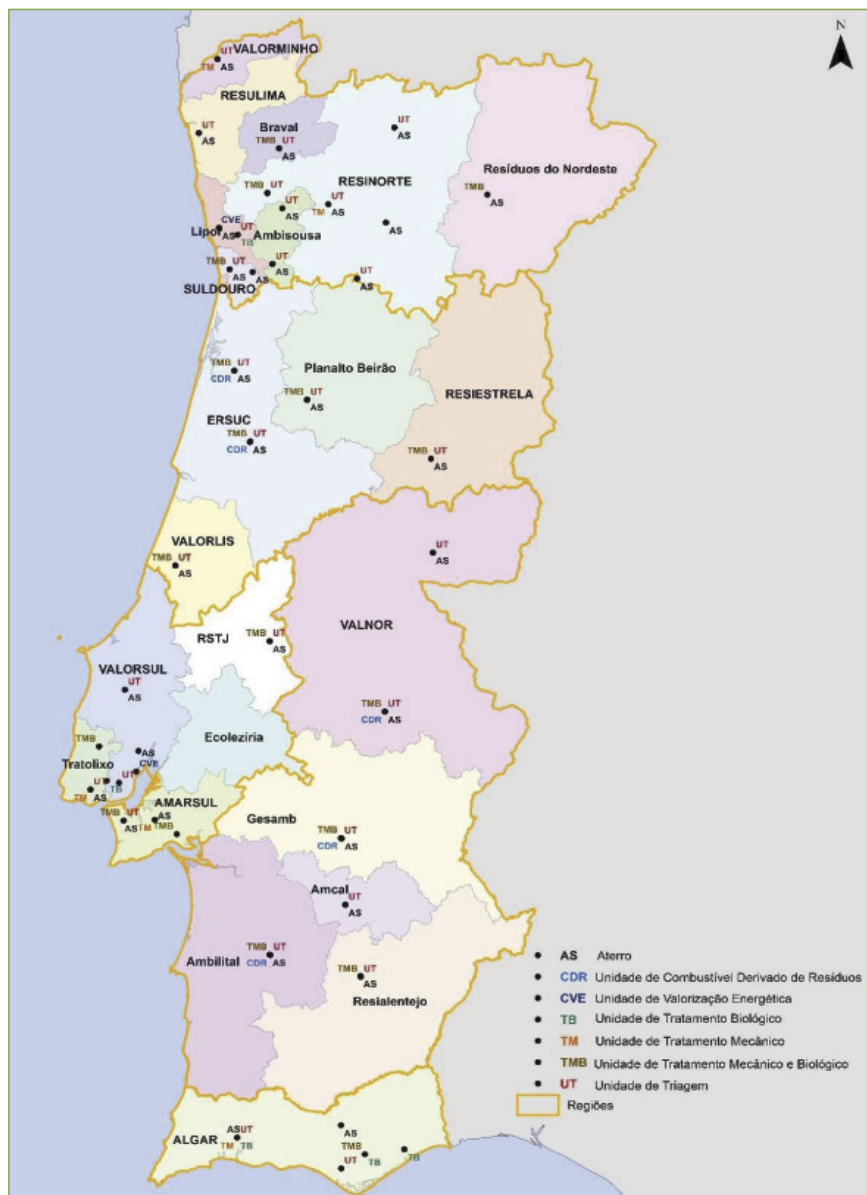 N
VALORMINHO
UT
TM AS
RESULIMA
UT
AS
Braval
TMB UT
AS
UT
AS
RESINORTE
Resíduos do Nordeste
TMB
AS
TMB UT
UT
AS
UT
TM AS
AS
CVE
Lipor
AS
UT
TB
Ambisousa
UT
AS
TMB UT
AS
AS
SULDOURO
UT
AS
TMB UT
CDR AS
Planalto Beirão
TMB UT
AS
RESIESTRELA
ERSUC
TMB UT
CDR AS
TMB UT
AS
VALORLIS
TMB UT
AS
UT
AS
VALNOR
RSTJ
TMB UT
AS
VALORSUL
UT
AS
TMB UT
CDR AS
Ecoleziria
TMB
AS
CVE
Tratolixo
UT
UT
TB
TM AS
AMARSUL
TMB UT
AS
AS
TM
TMB
Gesamb
TMB UT
CDR AS
Amcal
UT
AS
Ambilital
TMB UT
CDR AS
TMB UT
AS
Resialentejo
AS Aterro
CDR Unidade de Combustível Derivado de Resíduos
CVE Unidade de Valorização Energética
TB Unidade de Tratamento Biológico
TM Unidade de Tratamento Mecânico
TMB Unidade de Tratamento Mecânico e Biológico
UT Unidade de Triagem
Regiões
ALGAR
AS UT
TM TB
AS
TMB
TB
TB
UT